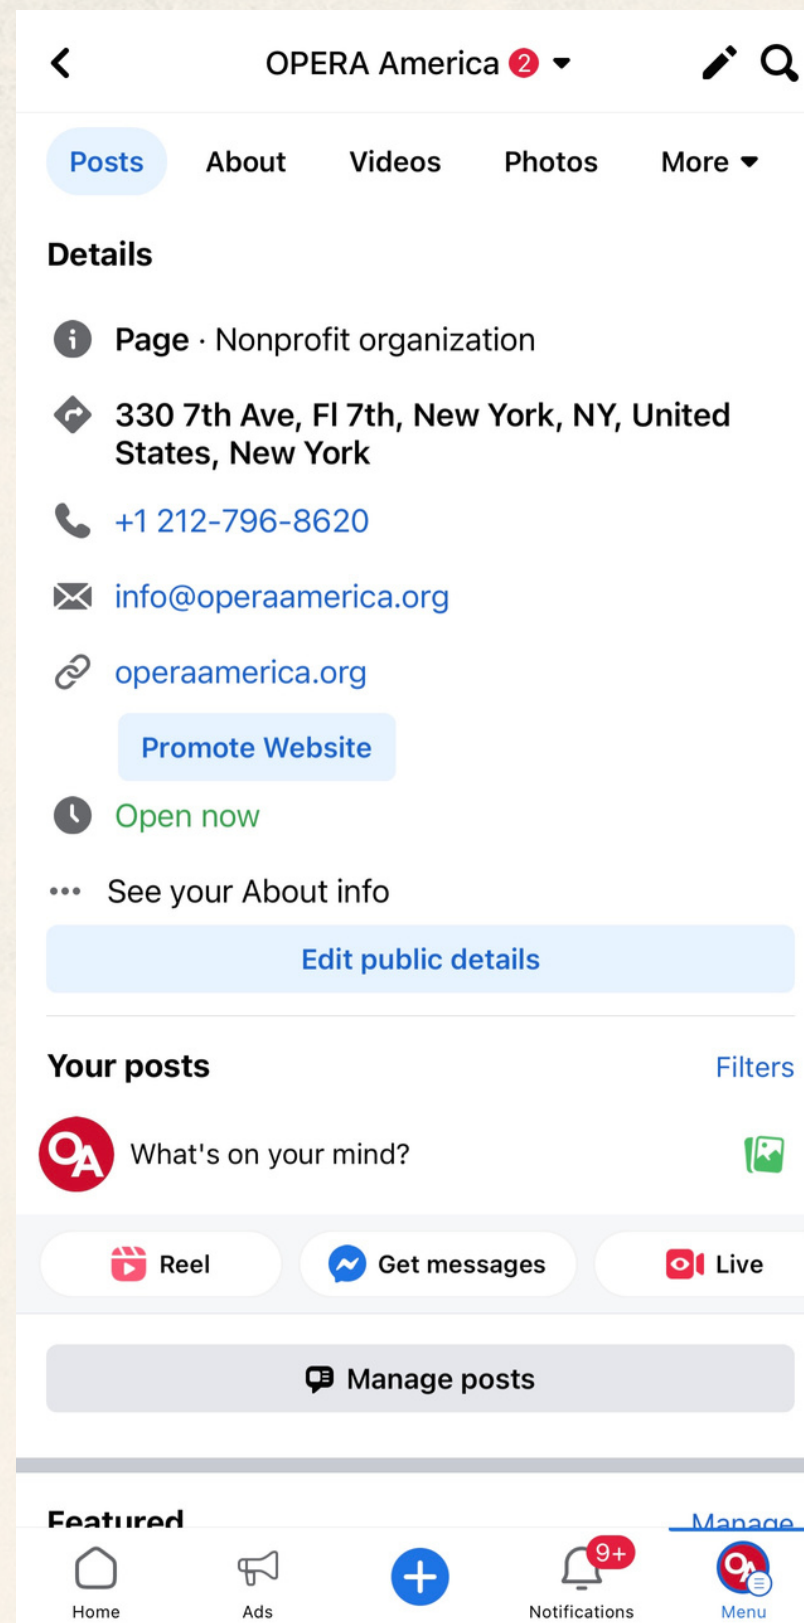 OPERA America 2
Posts About Videos Photos More
Details
Page · Nonprofit organization
330 7th Ave, Fl 7th, New York, NY, United
States, New York
+1 212-796-8620
info@operaamerica.org
operaamerica.org
Promote Website
Open now
See your About info
Edit public details
Your posts Filters
OA What's on your mind?
Reel Get messages Live
Manage posts
Featured Manage
9+ OA
Home Ads Notifications Menu